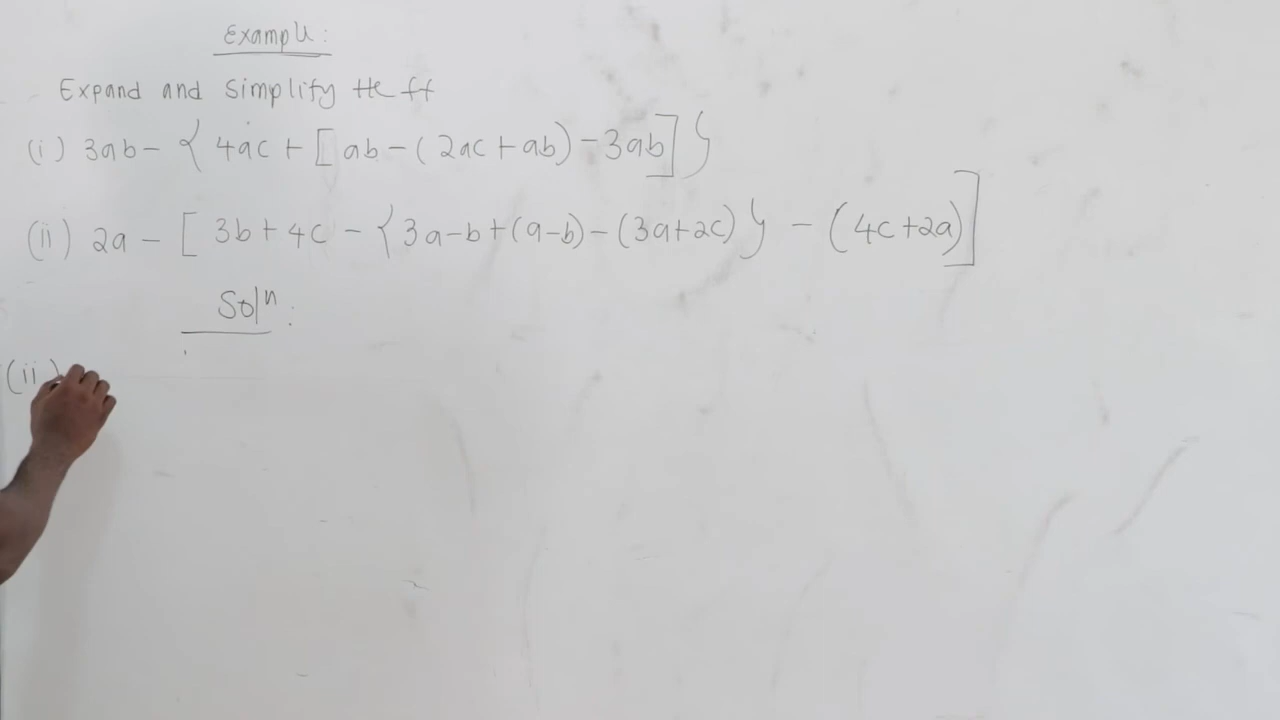 Example:
Expand and Simplify the ff
(i) 3ab - { 4ac + [ ab - ( 2ac + ab) - 3ab] }
(ii) 2a - [ 3b + 4c - { 3a-b + (a-b) - (3a+2c) } - (4c+2a) ]
Solⁿ:
(ii)